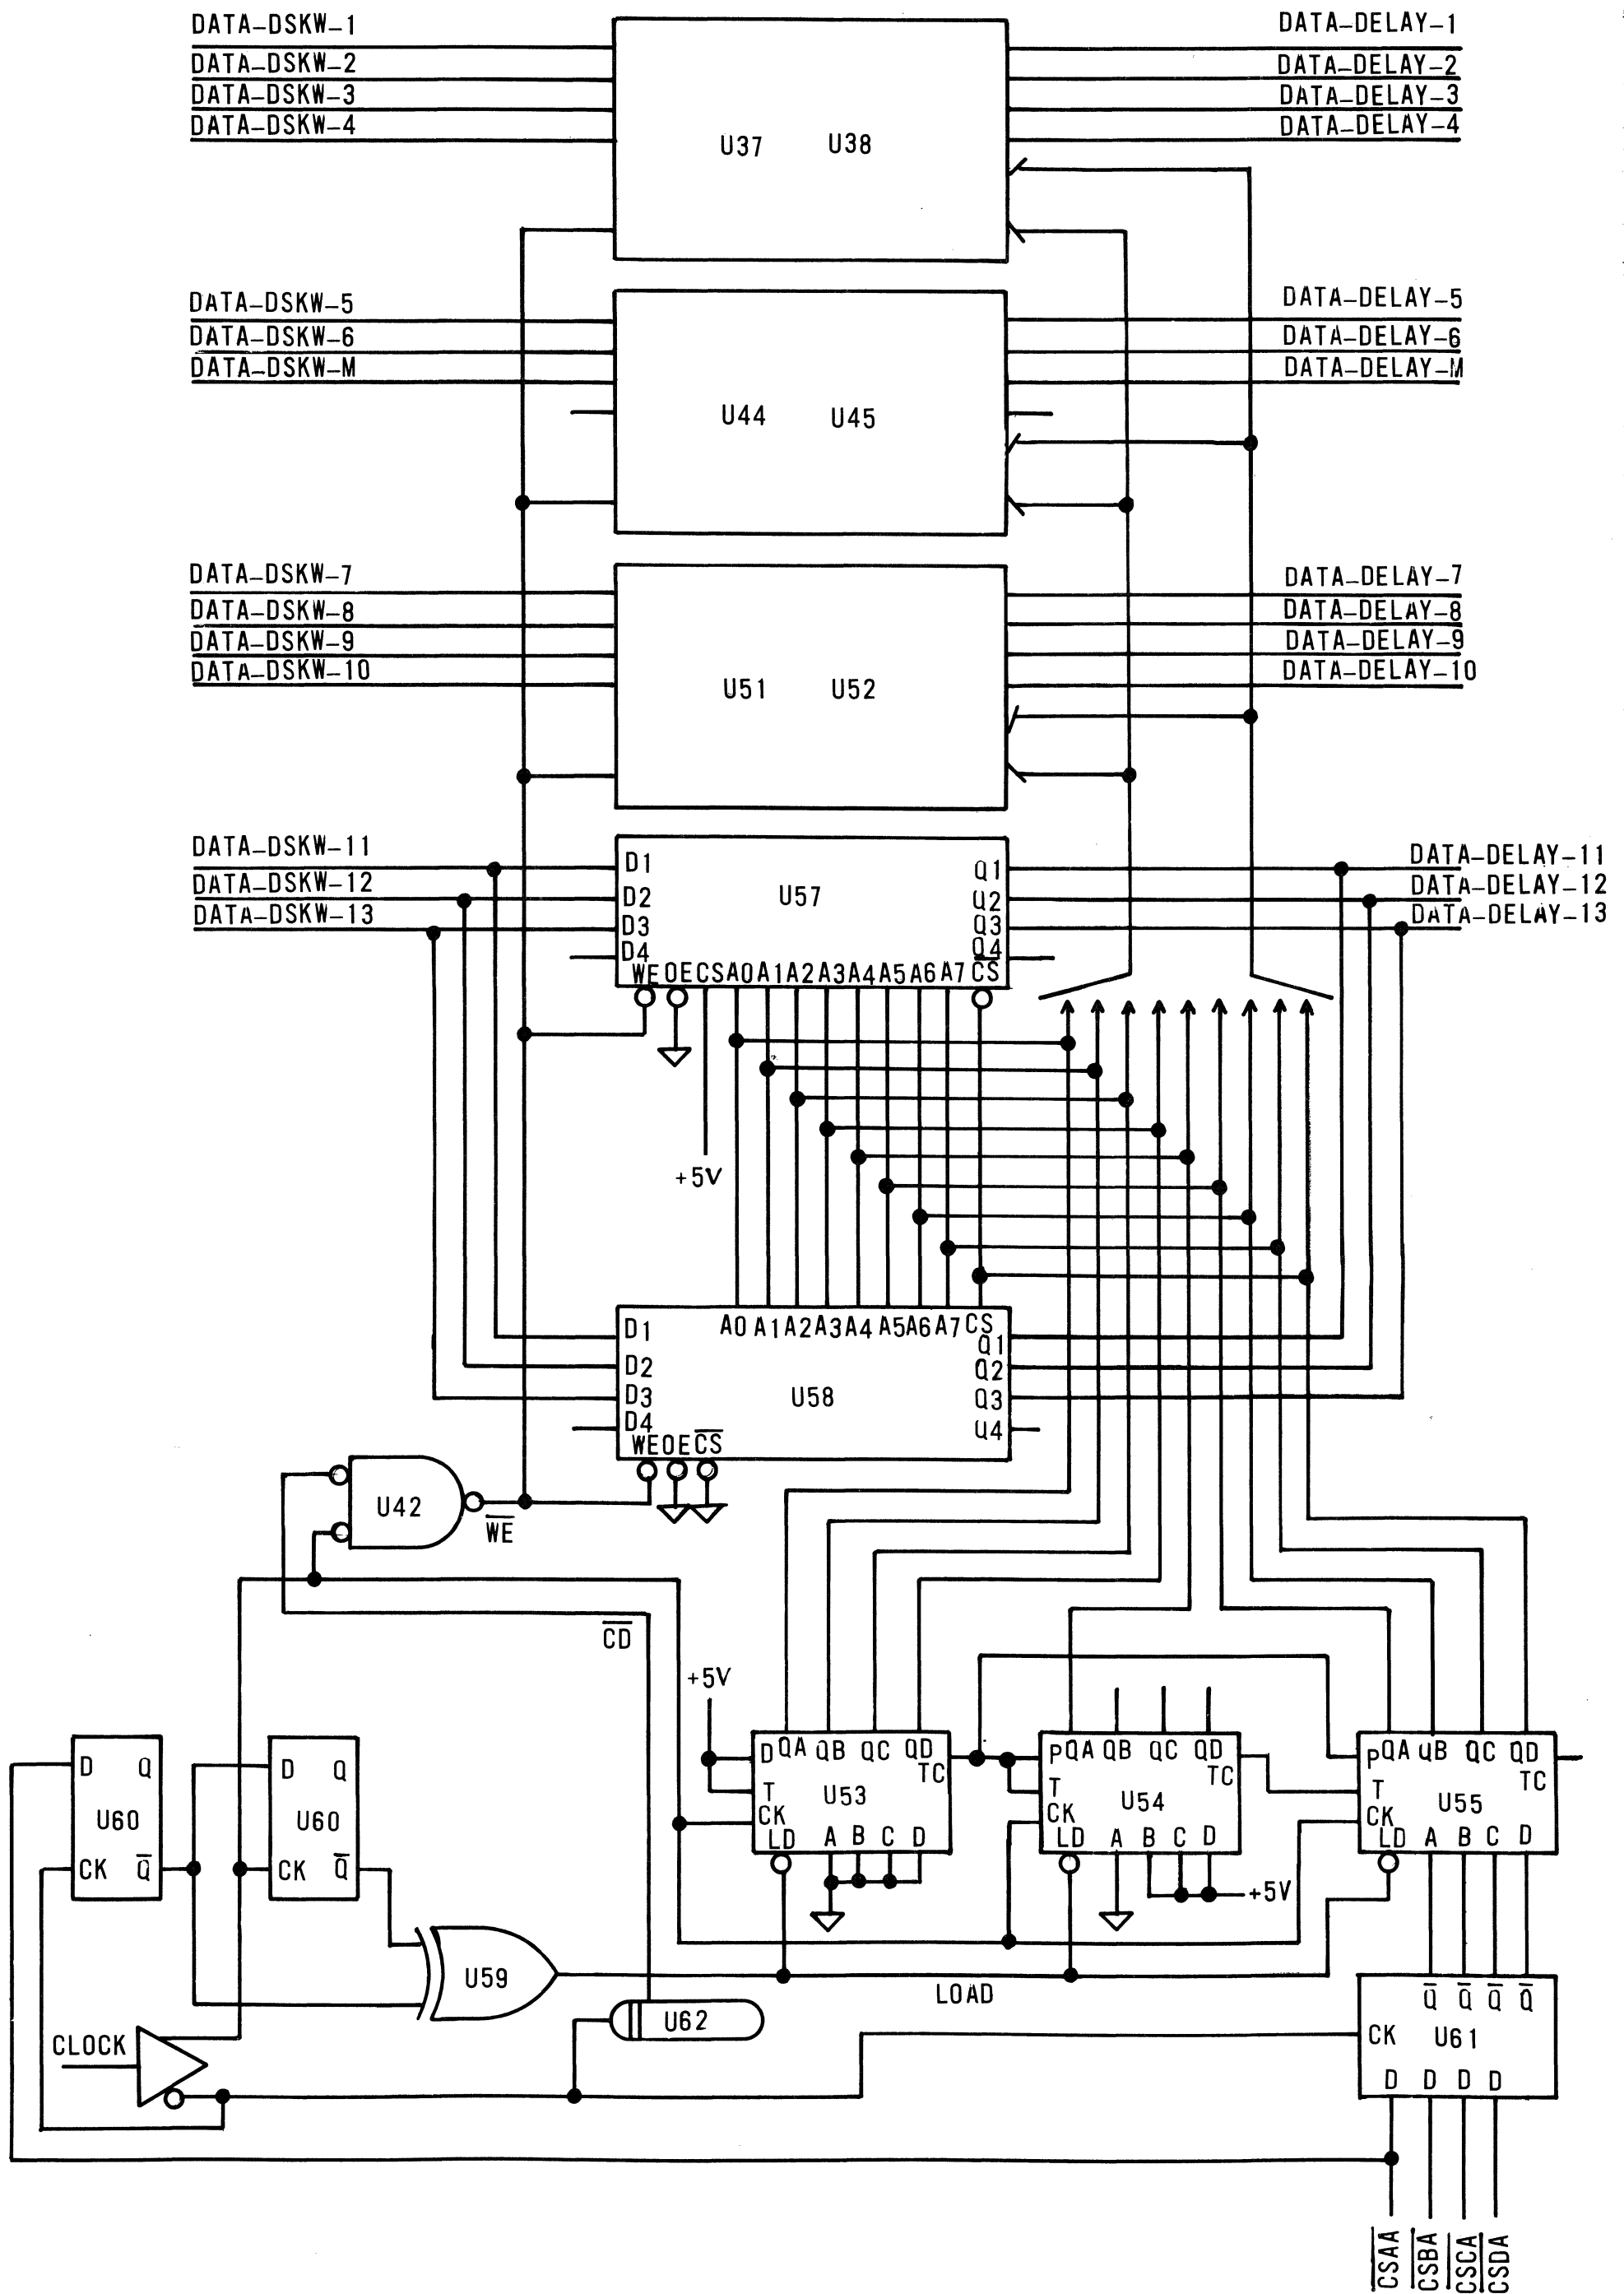 DATA-DSKW-1 DATA-DELAY-1
DATA-DSKW-2 DATA-DELAY-2
DATA-DSKW-3 DATA-DELAY-3
DATA-DSKW-4 DATA-DELAY-4
U37 U38
DATA-DSKW-5 DATA-DELAY-5
DATA-DSKW-6 DATA-DELAY-6
DATA-DSKW-M DATA-DELAY-M
U44 U45
DATA-DSKW-7 DATA-DELAY-7
DATA-DSKW-8 DATA-DELAY-8
DATA-DSKW-9 DATA-DELAY-9
DATA-DSKW-10 DATA-DELAY-10
U51 U52
DATA-DSKW-11 D1 Q1 DATA-DELAY-11
DATA-DSKW-12 D2 U57 Q2 DATA-DELAY-12
DATA-DSKW-13 D3 Q3 DATA-DELAY-13
D4 Q4
WE OE CS A0 A1 A2 A3 A4 A5 A6 A7 C̅S̅
+5V
A0 A1 A2 A3 A4 A5 A6 A7 CS
D1 Q1
D2 Q2
D3 U58 Q3
D4 Q4
WE OE C̅S̅
U42
W̅E̅
C̅D̅
+5V
D QA QB QC QD
T TC
CK U53
LD A B C D
P QA QB QC QD
T TC
CK U54
LD A B C D
+5V
P QA QB QC QD
T TC
CK U55
LD A B C D
D Q
U60
CK Q̅
D Q
U60
CK Q̅
U59
LOAD
U62
CLOCK
Q̅ Q̅ Q̅ Q̅
CK U61
D D D D
C̅S̅A̅A̅
C̅S̅B̅A̅
C̅S̅C̅A̅
C̅S̅D̅A̅